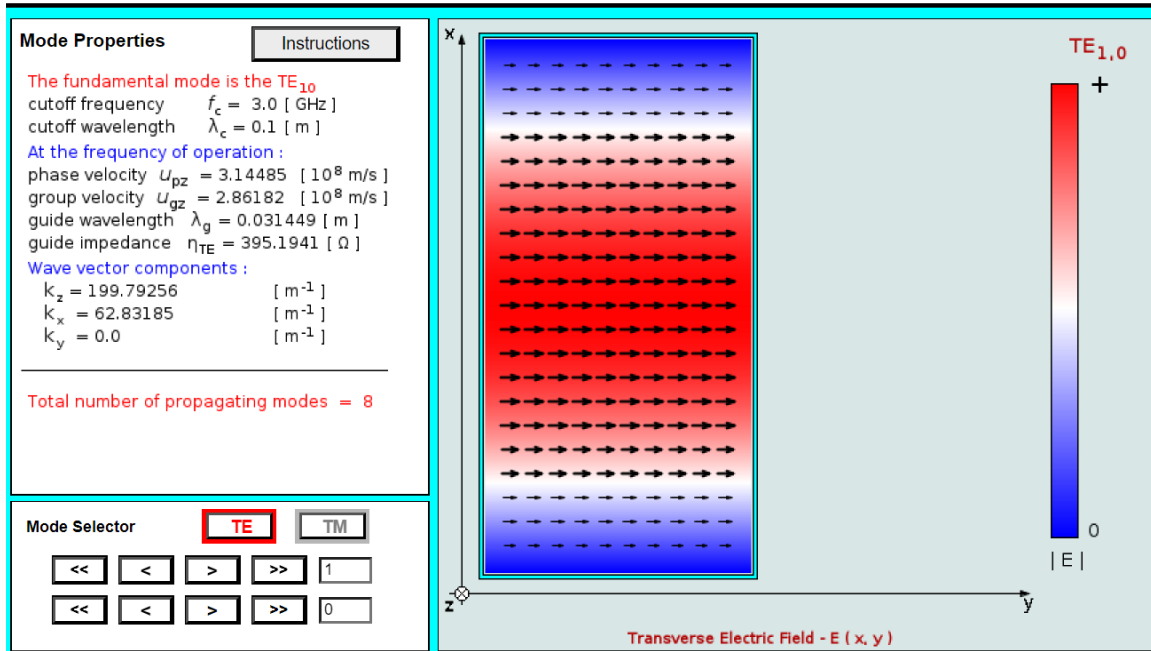 Mode Properties
Instructions
The fundamental mode is the TE10
cutoff frequency fc = 3.0 [ GHz ]
cutoff wavelength λc = 0.1 [ m ]
At the frequency of operation :
phase velocity upz = 3.14485 [ 10^8 m/s ]
group velocity ugz = 2.86182 [ 10^8 m/s ]
guide wavelength λg = 0.031449 [ m ]
guide impedance ηTE = 395.1941 [ Ω ]
Wave vector components :
kz = 199.79256 [ m^-1 ]
kx = 62.83185 [ m^-1 ]
ky = 0.0 [ m^-1 ]
Total number of propagating modes = 8
Mode Selector
TE
TM
<< < > >> 1
<< < > >> 0
x
z
y
TE1,0
+
0
| E |
Transverse Electric Field - E ( x, y )